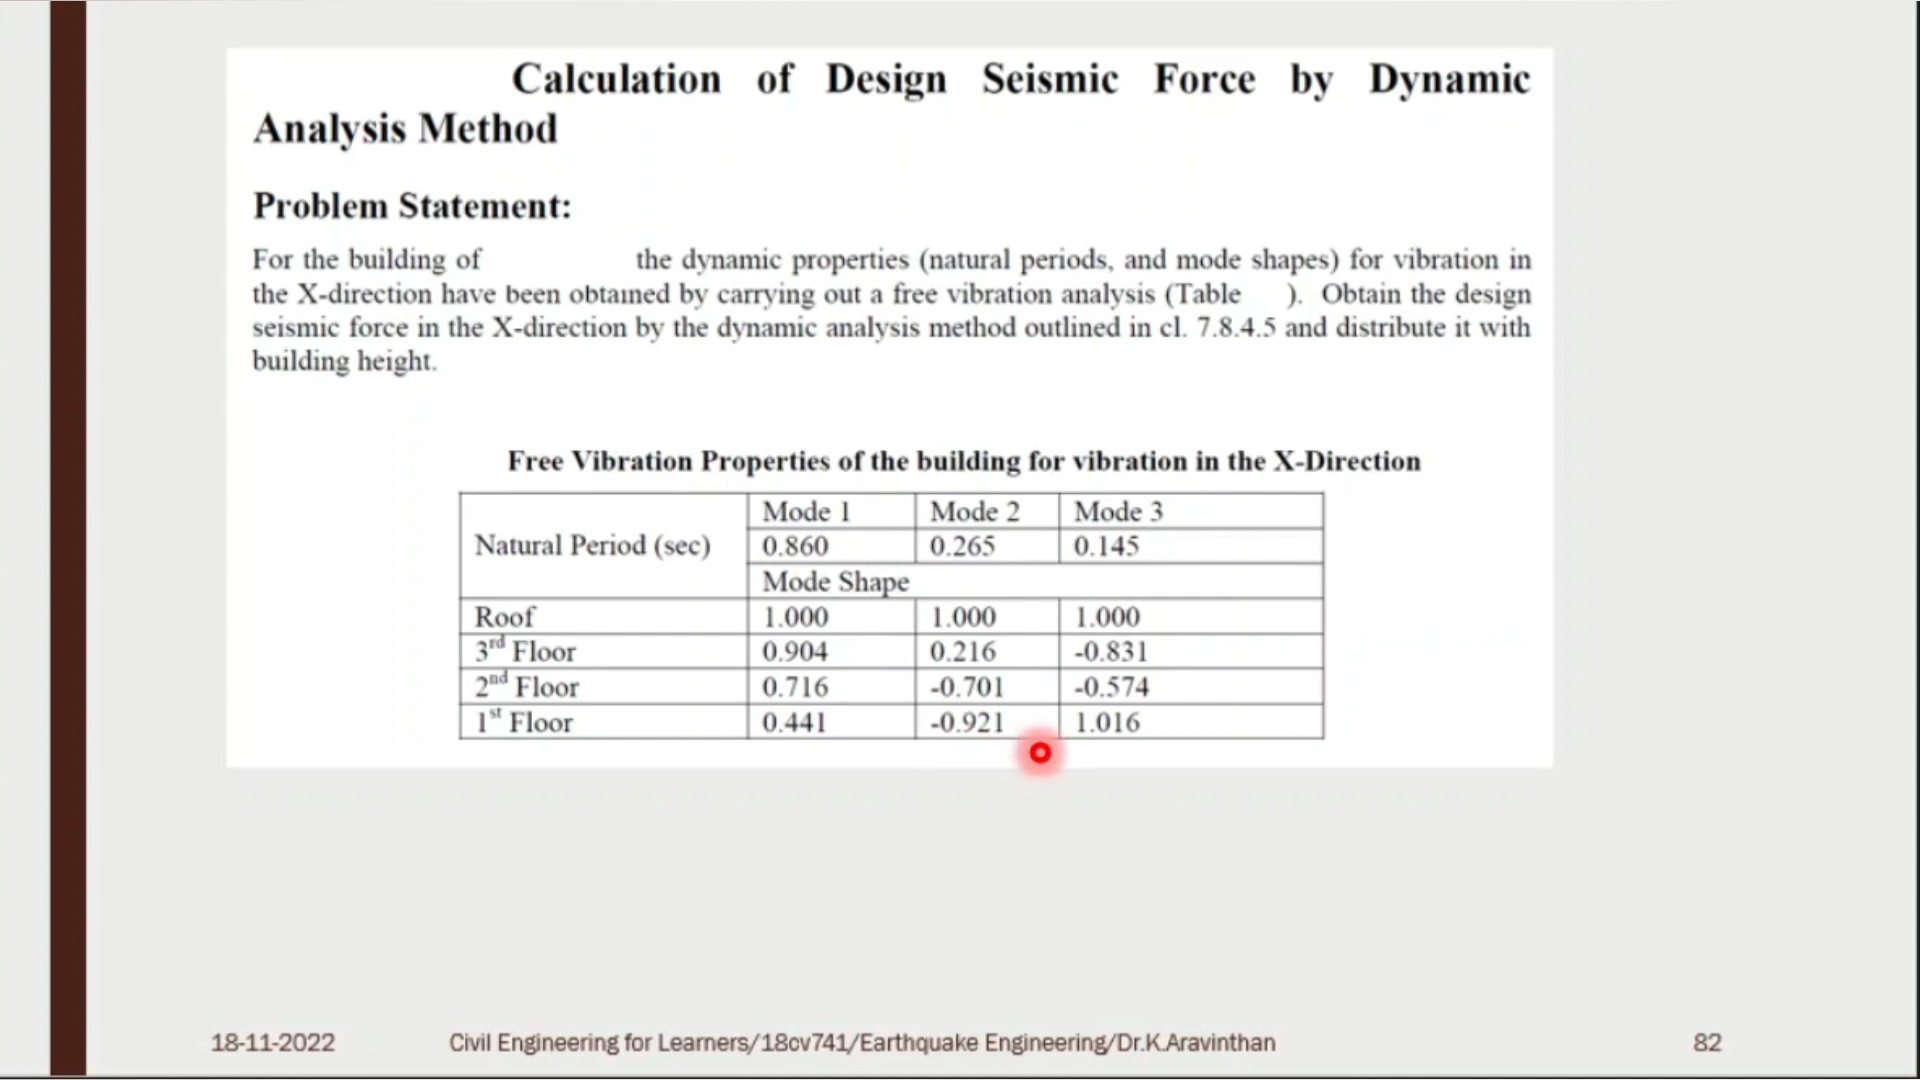 Calculation of Design Seismic Force by Dynamic
Analysis Method
Problem Statement:
For the building of the dynamic properties (natural periods, and mode shapes) for vibration in
the X-direction have been obtained by carrying out a free vibration analysis (Table ). Obtain the design
seismic force in the X-direction by the dynamic analysis method outlined in cl. 7.8.4.5 and distribute it with
building height.
Free Vibration Properties of the building for vibration in the X-Direction
Mode 1 Mode 2 Mode 3
Natural Period (sec) 0.860 0.265 0.145
Mode Shape
Roof 1.000 1.000 1.000
3rd Floor 0.904 0.216 -0.831
2nd Floor 0.716 -0.701 -0.574
1st Floor 0.441 -0.921 1.016
18-11-2022 Civil Engineering for Learners/18cv741/Earthquake Engineering/Dr.K.Aravinthan 82